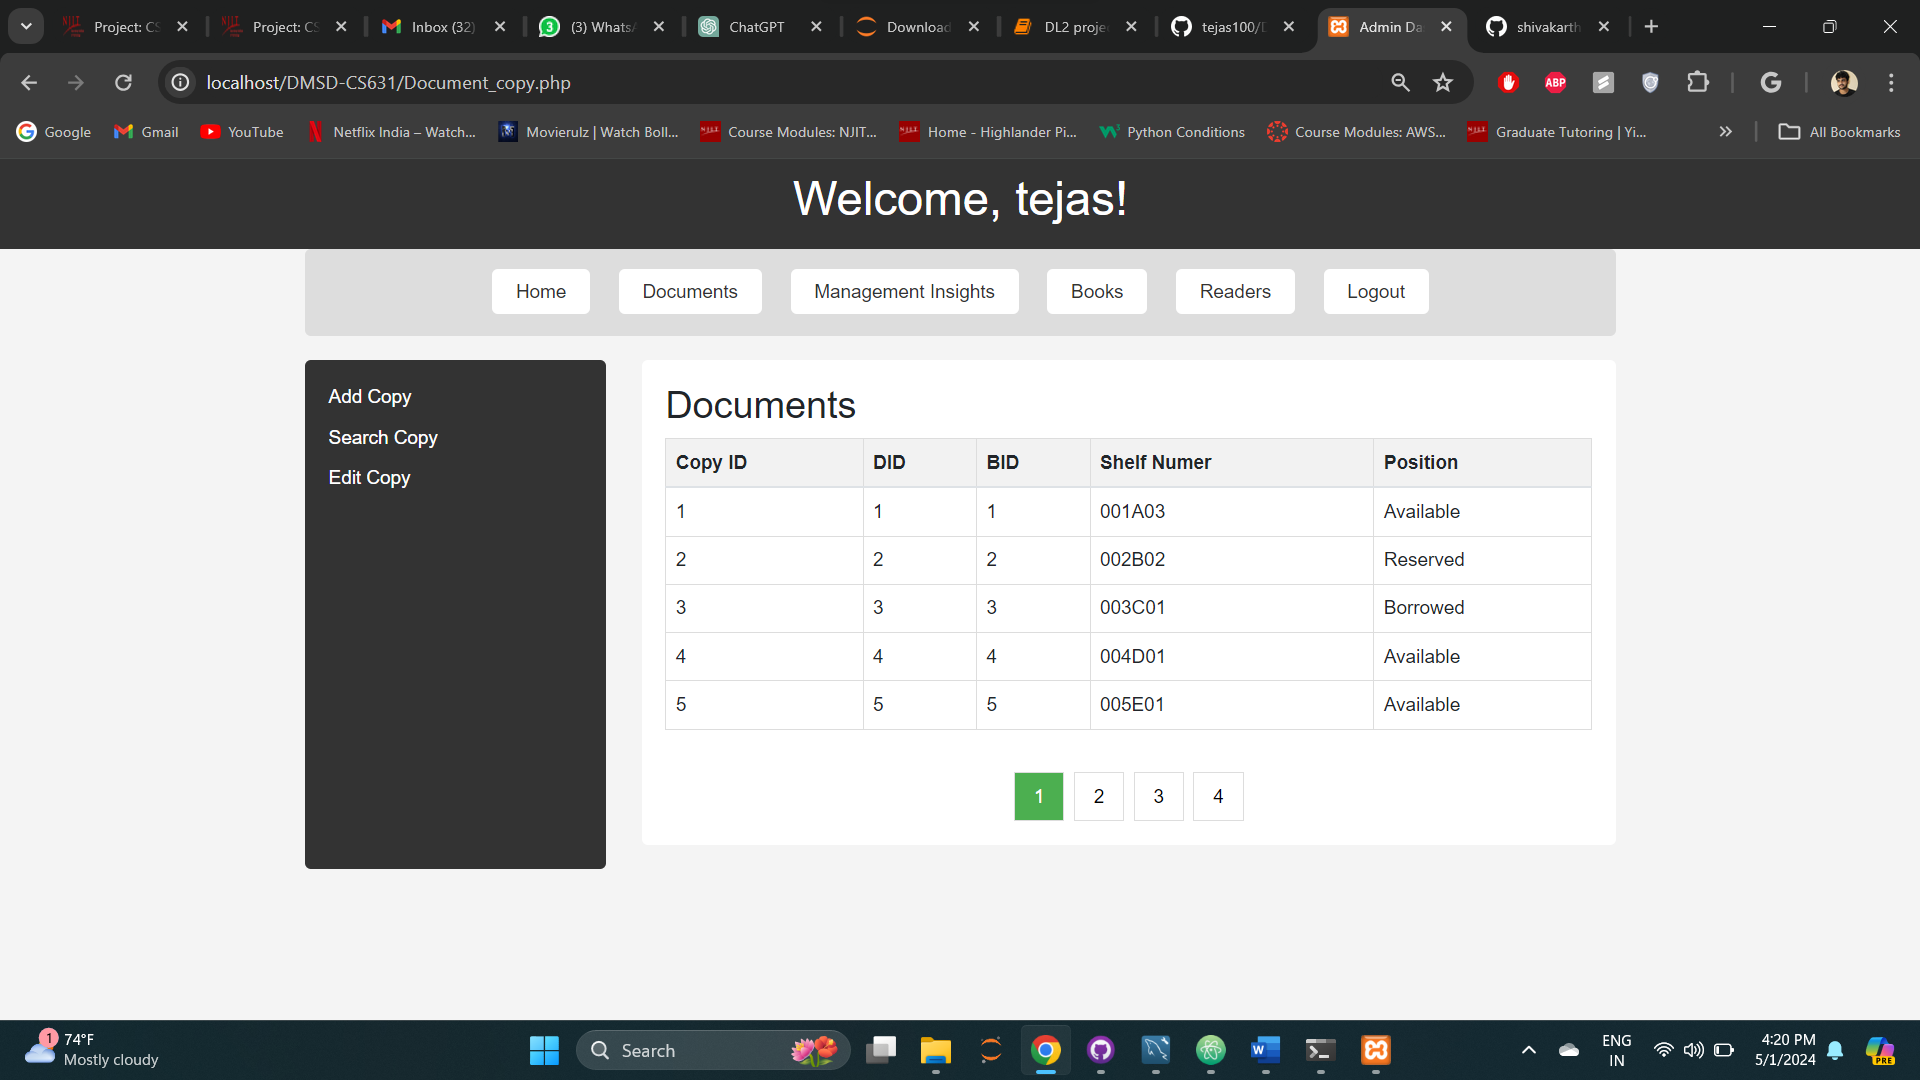 Project: CS
Project: CS
Inbox (32)
(3) Whats
ChatGPT
Download
DL2 proje
tejas100/
Admin Da
shivakarth
localhost/DMSD-CS631/Document_copy.php
ABP
Google
Gmail
YouTube
Netflix India – Watch...
Movierulz | Watch Boll...
Course Modules: NJIT...
Home - Highlander Pi...
Python Conditions
Course Modules: AWS...
Graduate Tutoring | Yi...
All Bookmarks
Welcome, tejas!
Home Documents Management Insights Books Readers Logout
Add Copy
Search Copy
Edit Copy
Documents
Copy ID DID BID Shelf Numer Position
1 1 1 001A03 Available
2 2 2 002B02 Reserved
3 3 3 003C01 Borrowed
4 4 4 004D01 Available
5 5 5 005E01 Available
1 2 3 4
1
74°F
Mostly cloudy
Search
ENG
IN
4:20 PM
5/1/2024
PRE